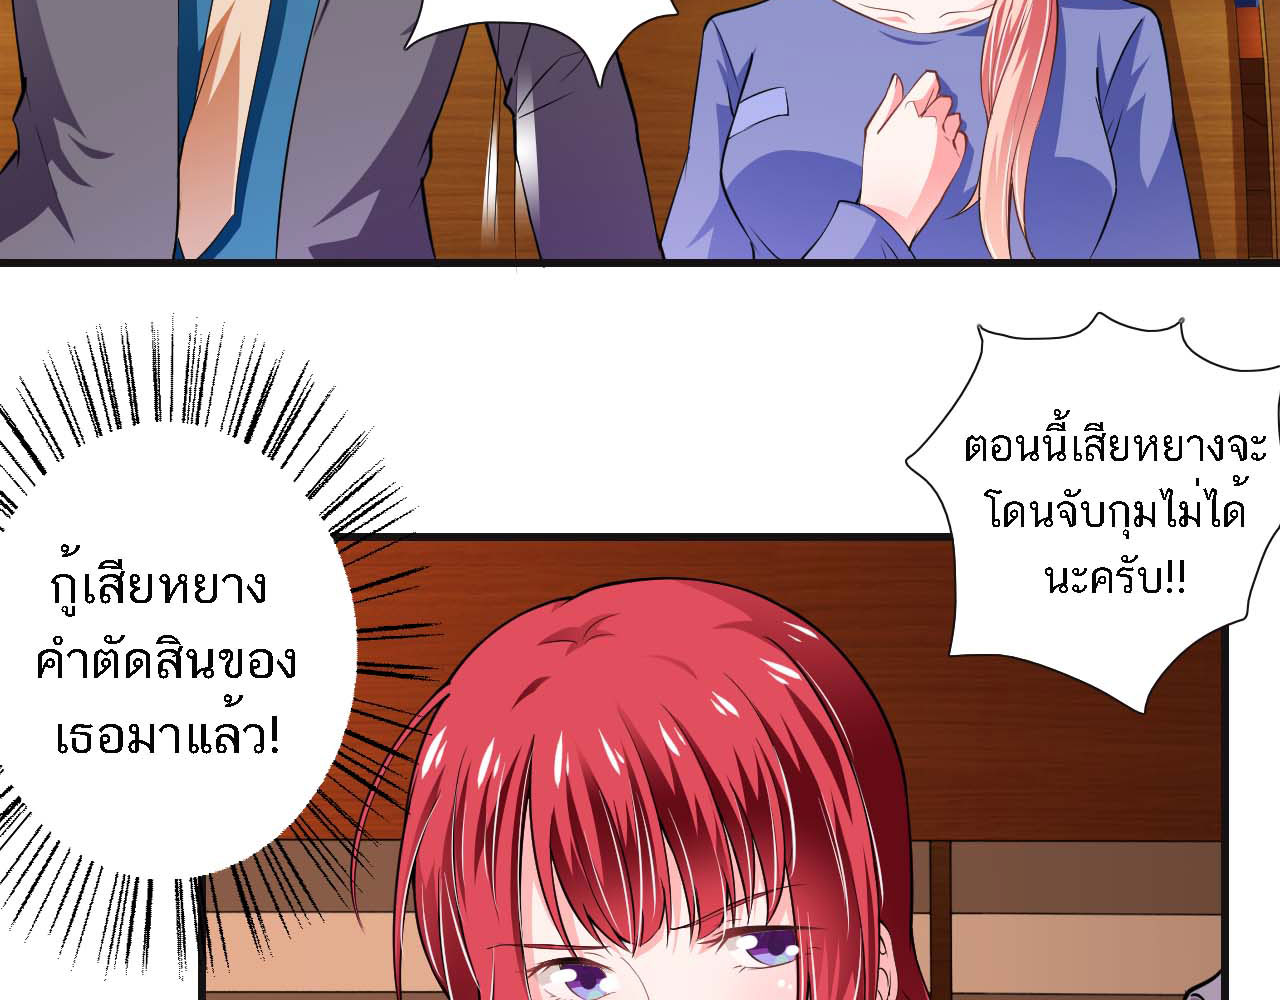 ตอนนี้เสียหยางจะ
โดนจับกุมไม่ได้
นะครับ!!
กู้เสียหยาง
คำตัดสินของ
เธอมาแล้ว!